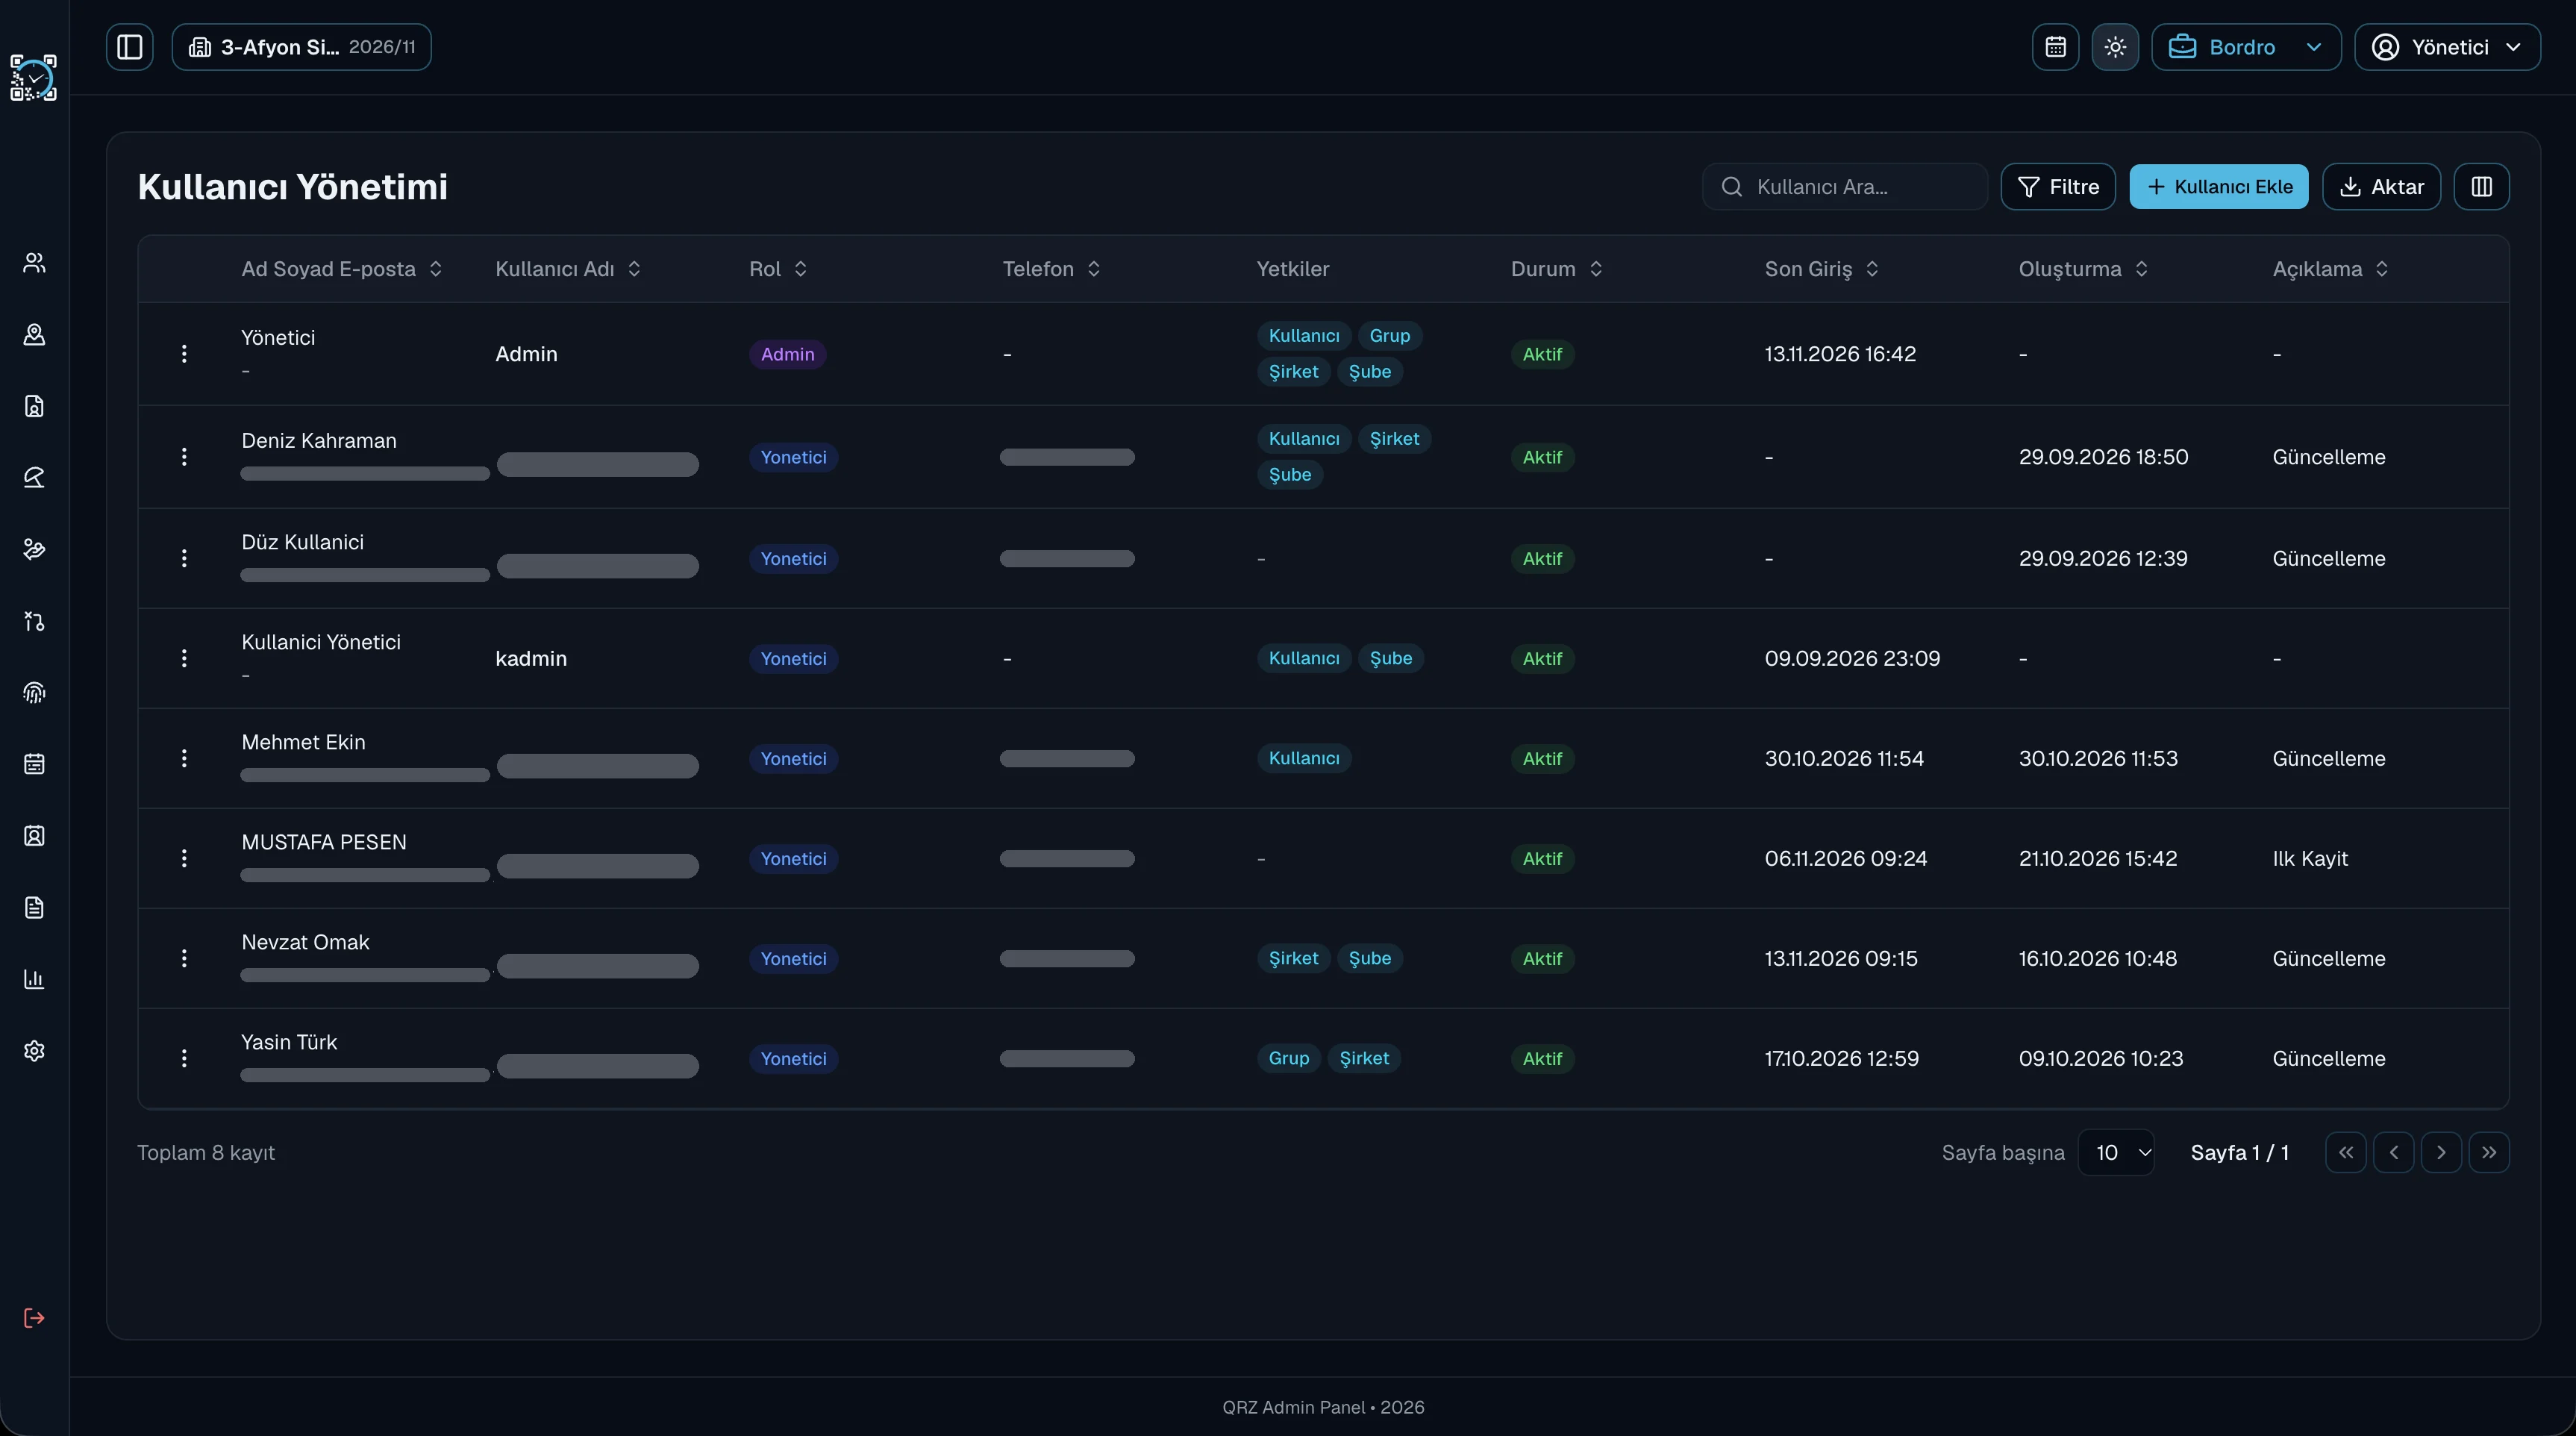 3-Afyon Si... 2026/11
Bordro
Yönetici
Kullanıcı Yönetimi
Kullanıcı Ara...
Filtre
+ Kullanıcı Ekle
Aktar
Ad Soyad E-posta Kullanıcı Adı Rol Telefon Yetkiler Durum Son Giriş Oluşturma Açıklama
Yönetici
-
Admin Admin - Kullanıcı Grup Şirket Şube Aktif 13.11.2026 16:42 - -
Deniz Kahraman
Yonetici Kullanıcı Şirket Şube Aktif - 29.09.2026 18:50 Güncelleme
Düz Kullanici
Yonetici - Aktif - 29.09.2026 12:39 Güncelleme
Kullanici Yönetici
-
kadmin Yonetici - Kullanıcı Şube Aktif 09.09.2026 23:09 - -
Mehmet Ekin
Yonetici Kullanıcı Aktif 30.10.2026 11:54 30.10.2026 11:53 Güncelleme
MUSTAFA PESEN
Yonetici - Aktif 06.11.2026 09:24 21.10.2026 15:42 Ilk Kayit
Nevzat Omak
Yonetici Şirket Şube Aktif 13.11.2026 09:15 16.10.2026 10:48 Güncelleme
Yasin Türk
Yonetici Grup Şirket Aktif 17.10.2026 12:59 09.10.2026 10:23 Güncelleme
Toplam 8 kayıt
Sayfa başına 10 Sayfa 1 / 1
QRZ Admin Panel • 2026